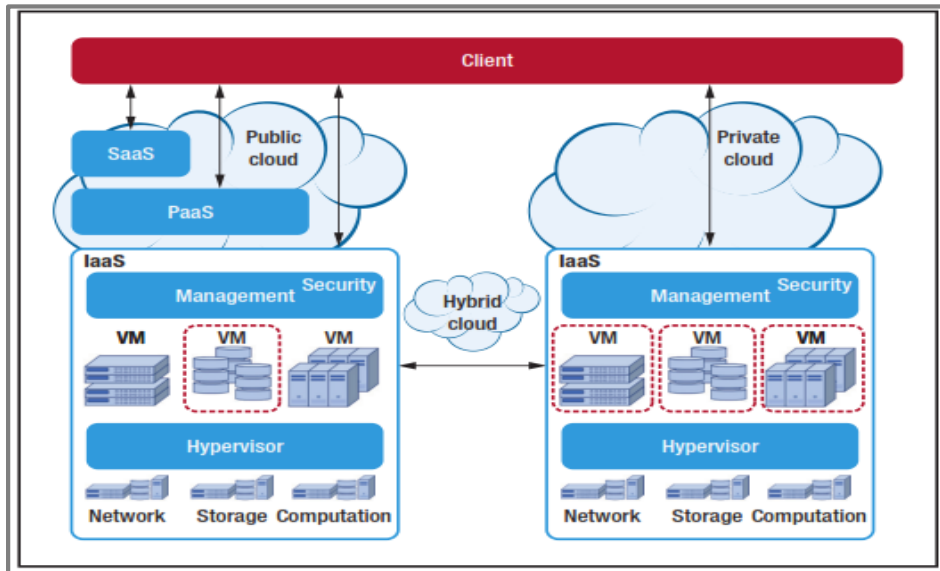 Client
Public
cloud
SaaS
PaaS
IaaS
Security
Management
VM
VM
VM
Hypervisor
Network
Storage
Computation
Hybrid
cloud
Private
cloud
IaaS
Security
Management
VM
VM
VM
Hypervisor
Network
Storage
Computation